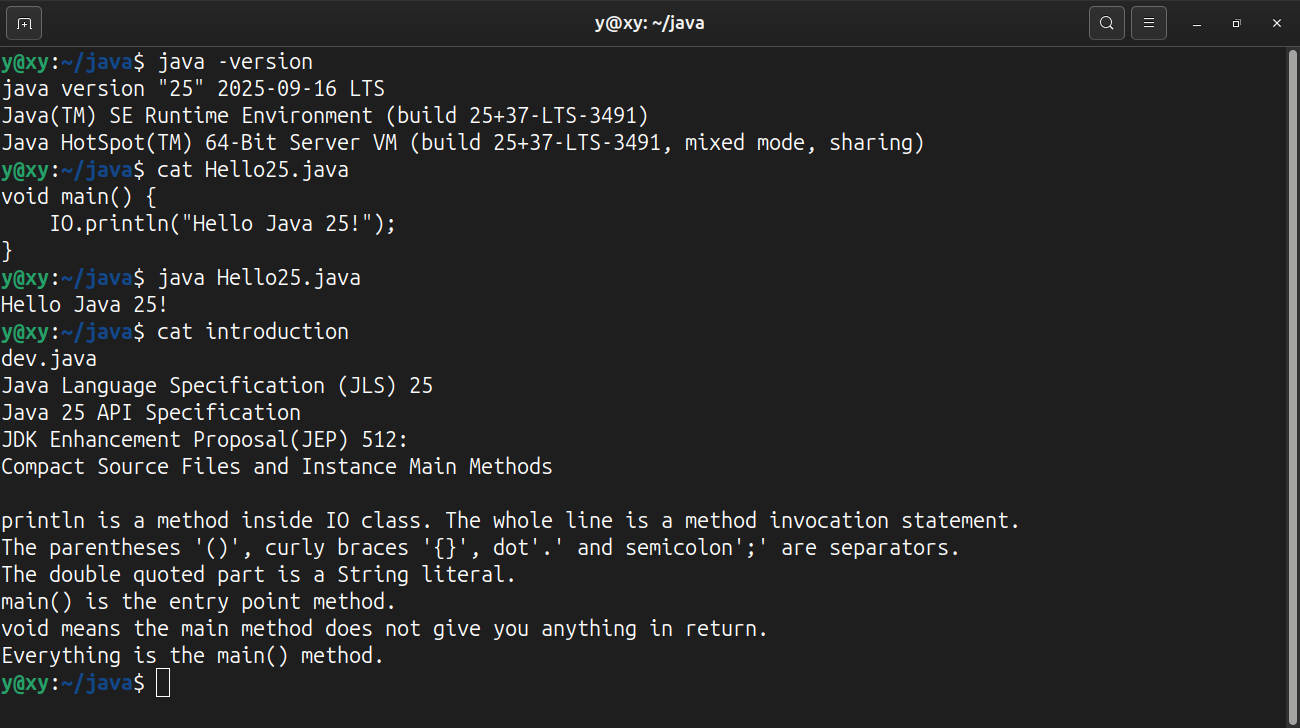 y@xy: ~/java
y@xy:~/java$ java -version
java version "25" 2025-09-16 LTS
Java(TM) SE Runtime Environment (build 25+37-LTS-3491)
Java HotSpot(TM) 64-Bit Server VM (build 25+37-LTS-3491, mixed mode, sharing)
y@xy:~/java$ cat Hello25.java
void main() {
    IO.println("Hello Java 25!");
}
y@xy:~/java$ java Hello25.java
Hello Java 25!
y@xy:~/java$ cat introduction
dev.java
Java Language Specification (JLS) 25
Java 25 API Specification
JDK Enhancement Proposal(JEP) 512:
Compact Source Files and Instance Main Methods

println is a method inside IO class. The whole line is a method invocation statement.
The parentheses '()', curly braces '{}', dot'.' and semicolon';' are separators.
The double quoted part is a String literal.
main() is the entry point method.
void means the main method does not give you anything in return.
Everything is the main() method.
y@xy:~/java$